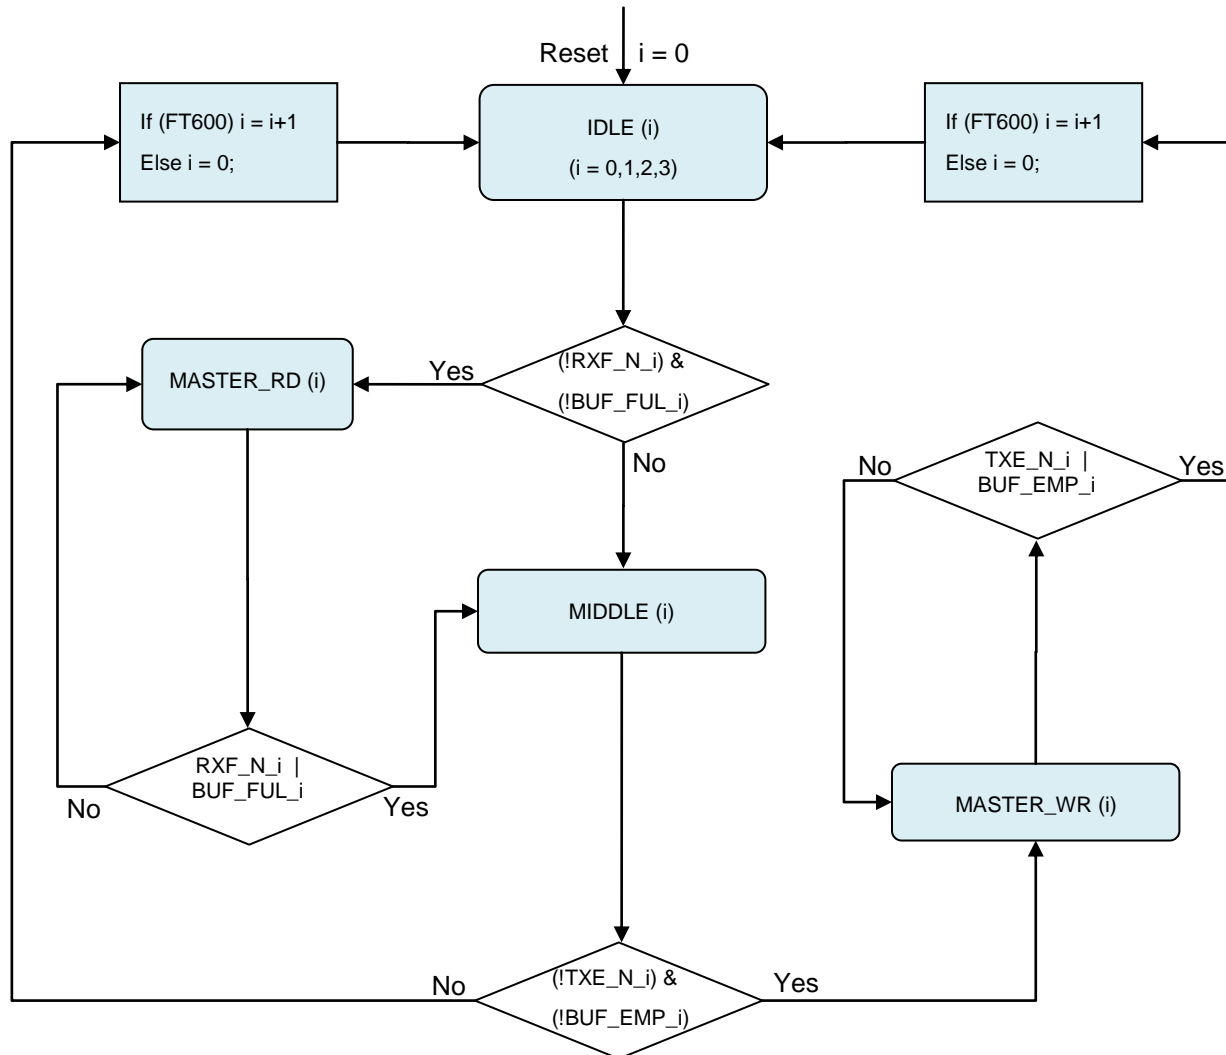 Reset i = 0
If (FT600) i = i+1
Else i = 0;
IDLE (i)
(i = 0,1,2,3)
If (FT600) i = i+1
Else i = 0;
(!RXF_N_i) &
(!BUF_FUL_i)
Yes
No
MASTER_RD (i)
TXE_N_i |
BUF_EMP_i
No
Yes
MIDDLE (i)
RXF_N_i |
BUF_FUL_i
No
Yes
MASTER_WR (i)
(!TXE_N_i) &
(!BUF_EMP_i)
No
Yes